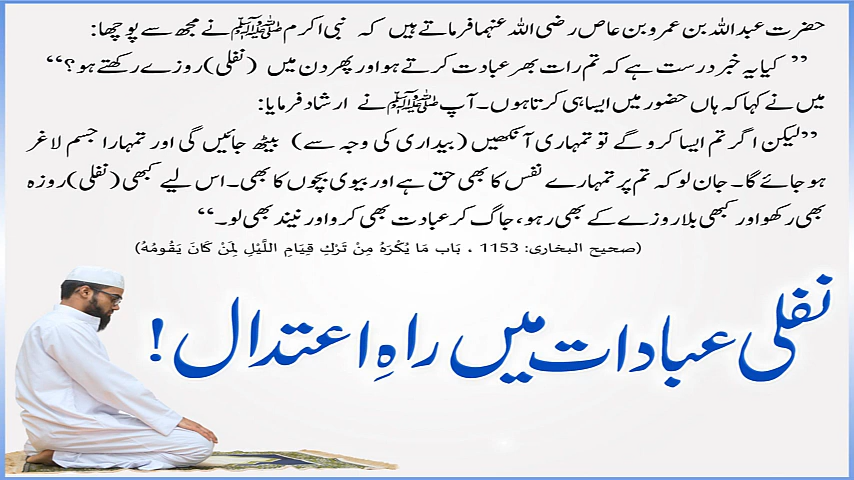 حضرت عبداللہ بن عمرو بن عاص رضی اللہ عنہما فرماتے ہیں کہ نبی اکرم ﷺ نے مجھ سے پوچھا:
”کیا یہ خبر درست ہے کہ تم رات بھر عبادت کرتے ہو اور پھر دن میں (نفلی) روزے رکھتے ہو؟“
میں نے کہا کہ ہاں حضور میں ایسا ہی کرتا ہوں۔ آپ ﷺ نے ارشاد فرمایا:
”لیکن اگر تم ایسا کرو گے تو تمہاری آنکھیں (بیداری کی وجہ سے) بیٹھ جائیں گی اور تمہارا جسم لاغر
ہو جائے گا۔ جان لو کہ تم پر تمہارے نفس کا بھی حق ہے اور بیوی بچوں کا بھی۔ اس لیے کبھی (نفلی) روزہ
بھی رکھو اور کبھی بلا روزے کے بھی رہو، جاگ کر عبادت بھی کرو اور نیند بھی لو۔“
(صحيح البخارى: 1153 ، بَاب مَا يُكْرَهُ مِنْ تَرْكِ قِيَامِ اللَّيْلِ لِمَنْ كَانَ يَقُومُهُ)
نفلی عبادات میں راہِ اعتدال!